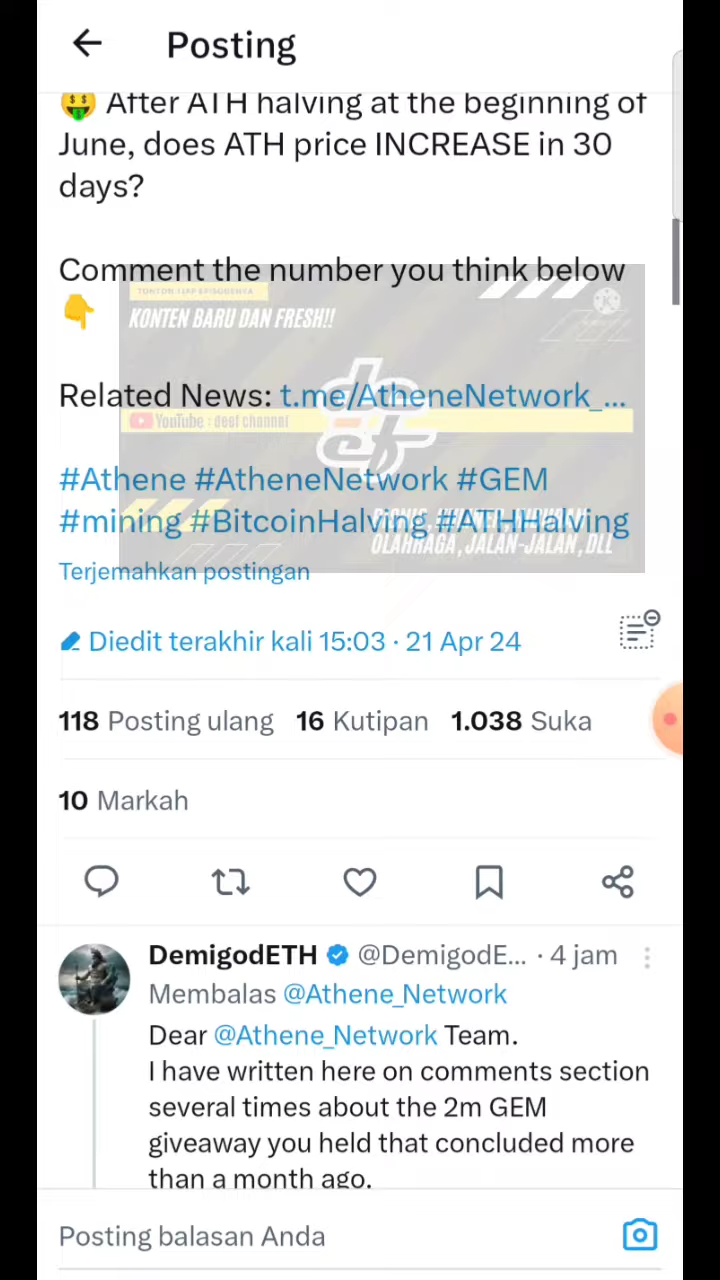 Posting
🤑 After ATH halving at the beginning of
June, does ATH price INCREASE in 30
days?
Comment the number you think below
👇
TONTON TIAP EPISODENYA
KONTEN BARU DAN FRESH!!
Related News: t.me/AtheneNetwork_...
YouTube : desf channel
#Athene #AtheneNetwork #GEM
#mining #BitcoinHalving #ATHHalving
OLAHRAGA, JALAN-JALAN, DLL
Terjemahkan postingan
Diedit terakhir kali 15:03 · 21 Apr 24
118 Posting ulang 16 Kutipan 1.038 Suka
10 Markah
DemigodETH @DemigodE... · 4 jam
Membalas @Athene_Network
Dear @Athene_Network Team.
I have written here on comments section
several times about the 2m GEM
giveaway you held that concluded more
than a month ago.
Posting balasan Anda